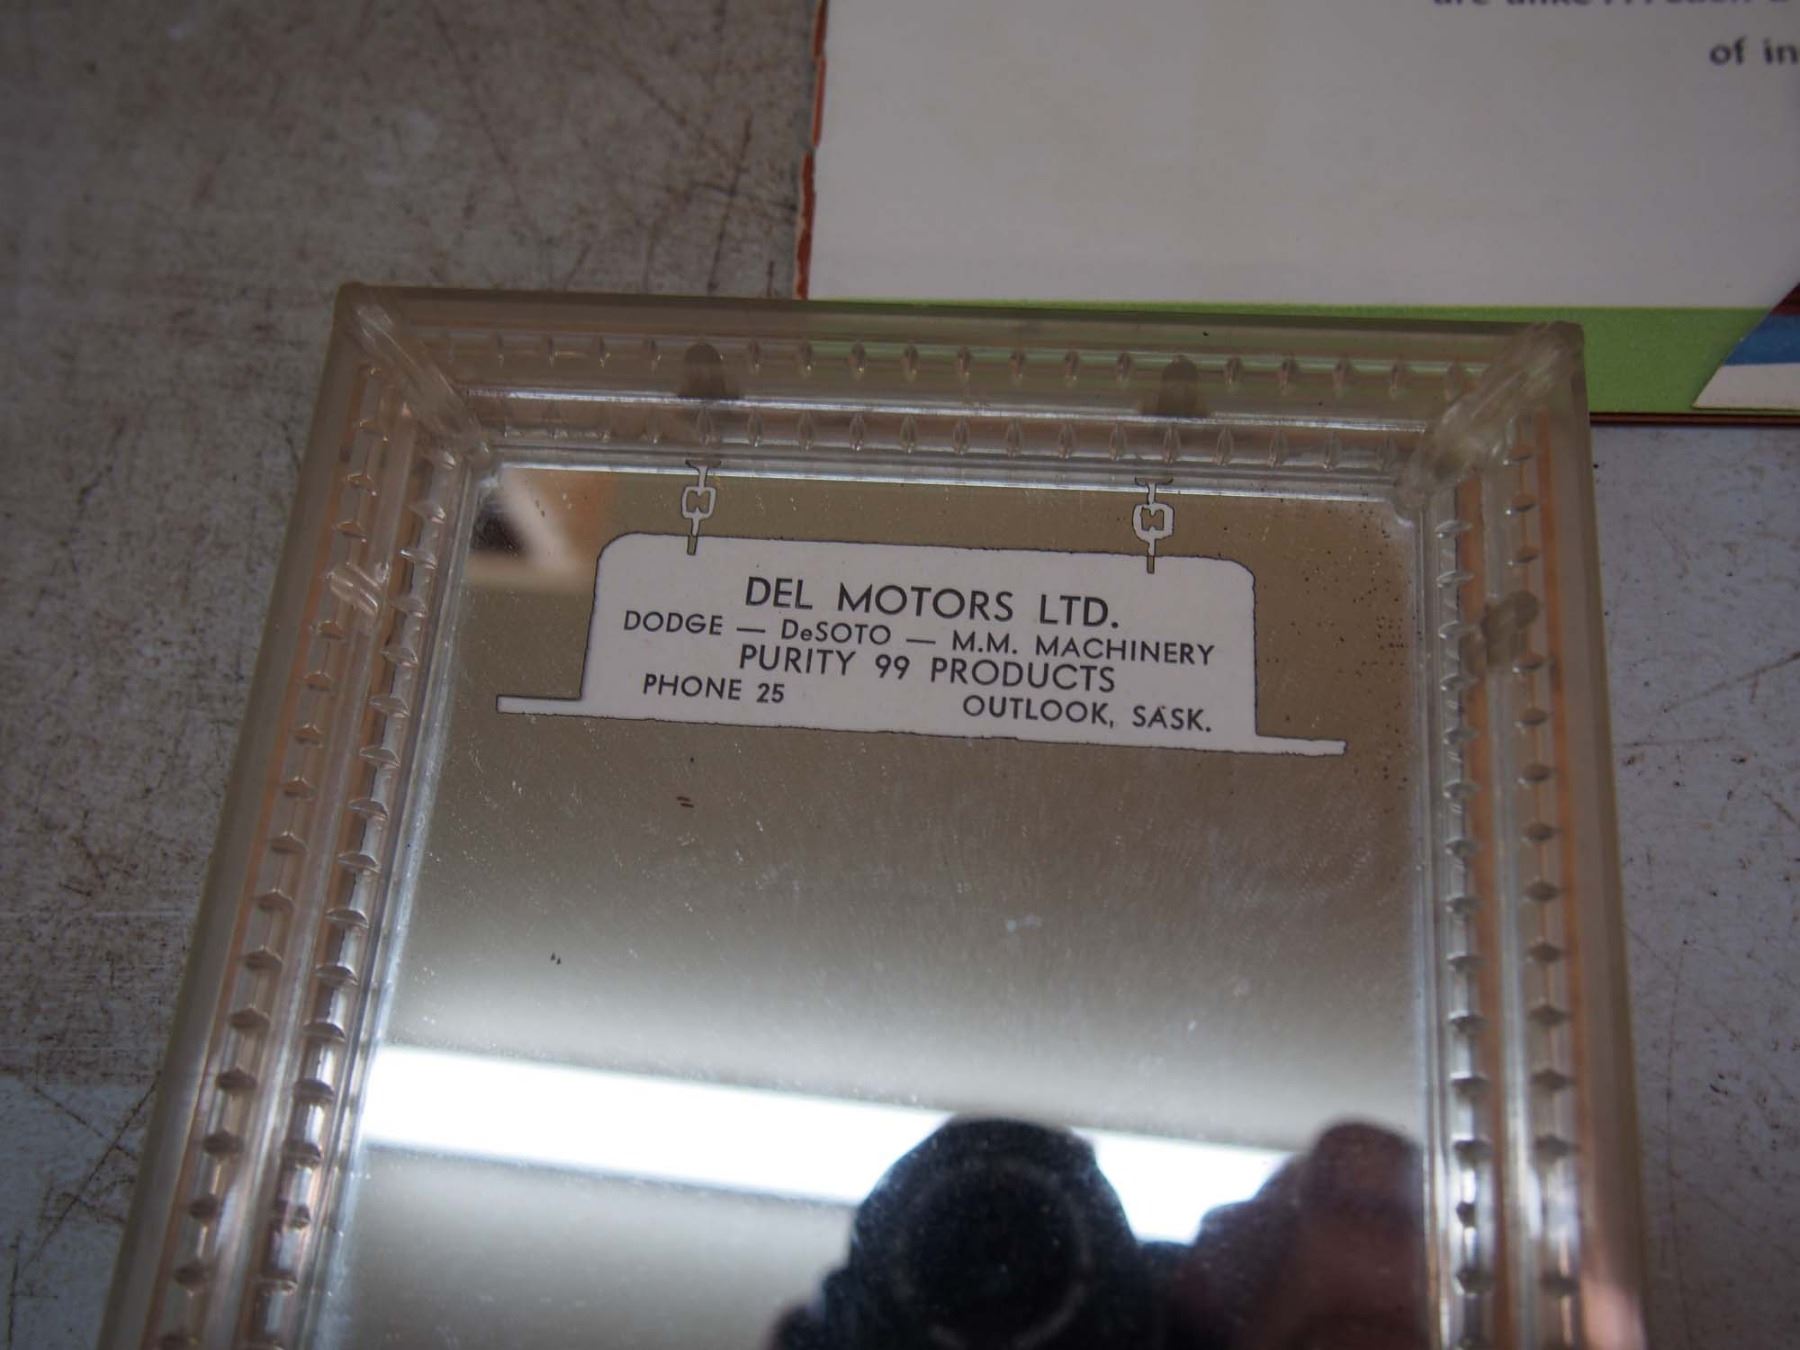 of in
DEL MOTORS LTD.
DODGE — DeSOTO — M.M. MACHINERY
PURITY 99 PRODUCTS
PHONE 25 OUTLOOK, SASK.